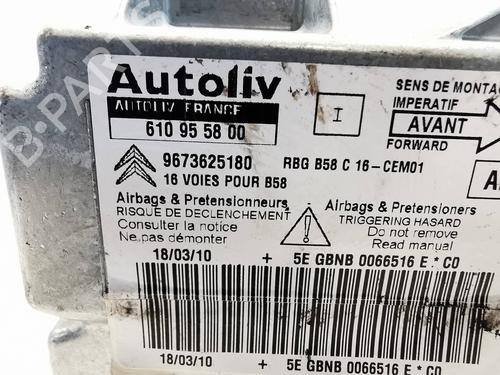 Autoliv
AUTOLIV FRANCE
610 95 58 00
I
SENS DE MONTA
IMPERATIF
AVANT
FORWARD
9673625180
RBG B58 C 16-CEM01
16 VOIES POUR B58
Airbags & Pretensionneurs
RISQUE DE DECLENCHEMENT
Consulter la notice
Ne pas démonter
Airbags & Pretensioners
TRIGGERING HASARD
Do not remove
Read manual
18/03/10 + 5E GBNB 0066516 E * C0
18/03/10 + 5E GBNB 0066516 E * C0